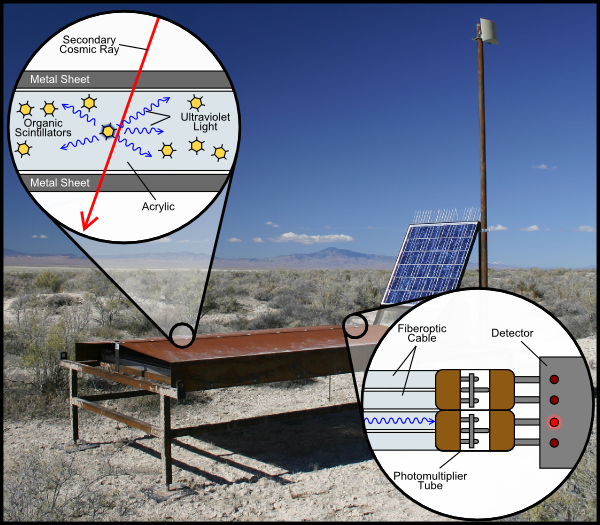 Secondary
Cosmic Ray
Metal Sheet
Organic
Scintillators
Ultraviolet
Light
Metal Sheet
Acrylic
Fiberoptic
Cable
Detector
Photomultiplier
Tube